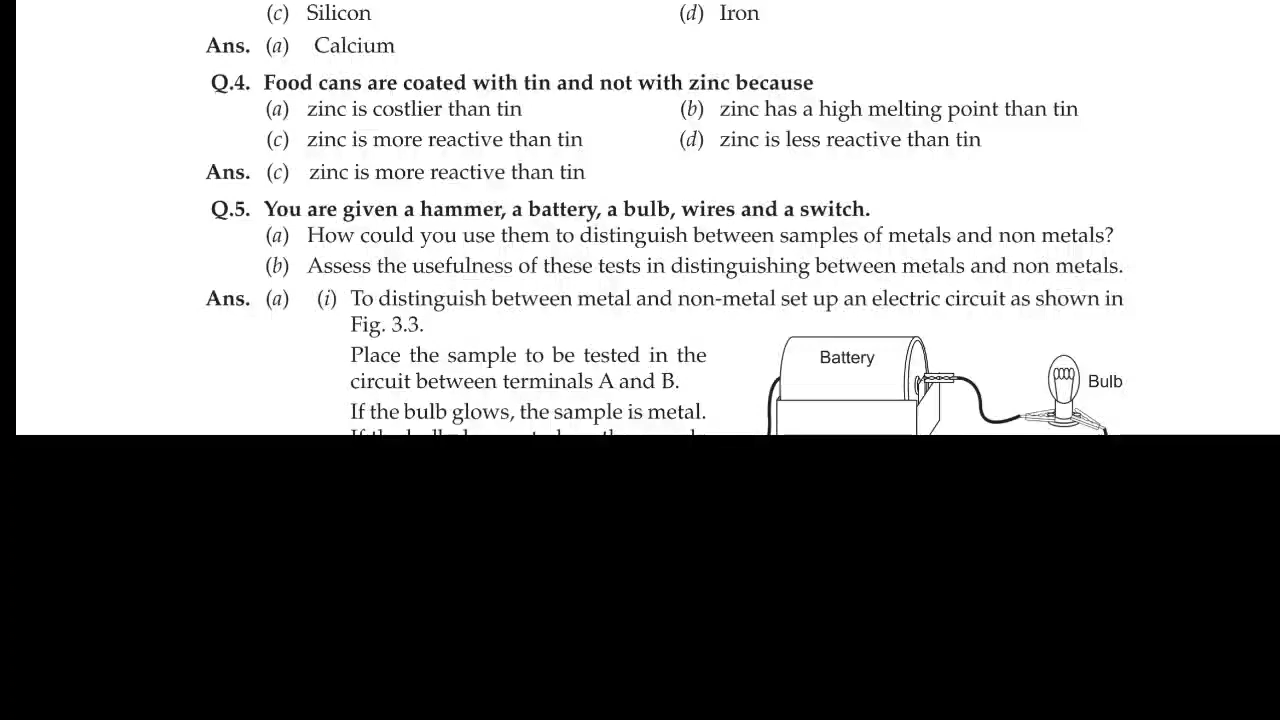 (c) Silicon (d) Iron
Ans. (a) Calcium
Q.4. Food cans are coated with tin and not with zinc because
(a) zinc is costlier than tin (b) zinc has a high melting point than tin
(c) zinc is more reactive than tin (d) zinc is less reactive than tin
Ans. (c) zinc is more reactive than tin
Q.5. You are given a hammer, a battery, a bulb, wires and a switch.
(a) How could you use them to distinguish between samples of metals and non metals?
(b) Assess the usefulness of these tests in distinguishing between metals and non metals.
Ans. (a) (i) To distinguish between metal and non-metal set up an electric circuit as shown in
Fig. 3.3.
Place the sample to be tested in the
circuit between terminals A and B.
If the bulb glows, the sample is metal.
Battery
Bulb